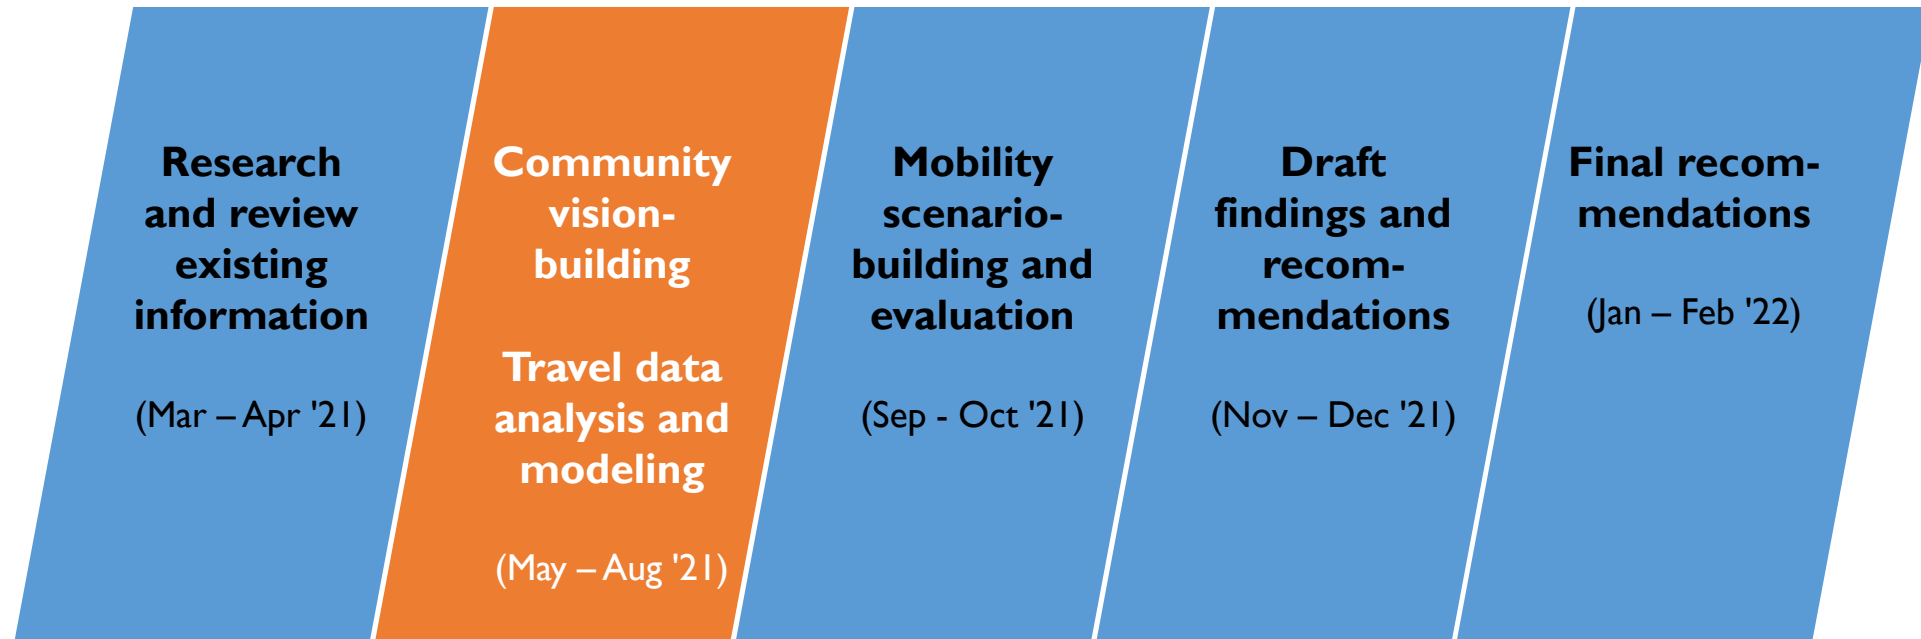 Research
and review
existing
information
(Mar – Apr '21)
Community
vision-
building
Travel data
analysis and
modeling
(May – Aug '21)
Mobility
scenario-
building and
evaluation
(Sep - Oct '21)
Draft
findings and
recom-
mendations
(Nov – Dec '21)
Final recom-
mendations
(Jan – Feb '22)